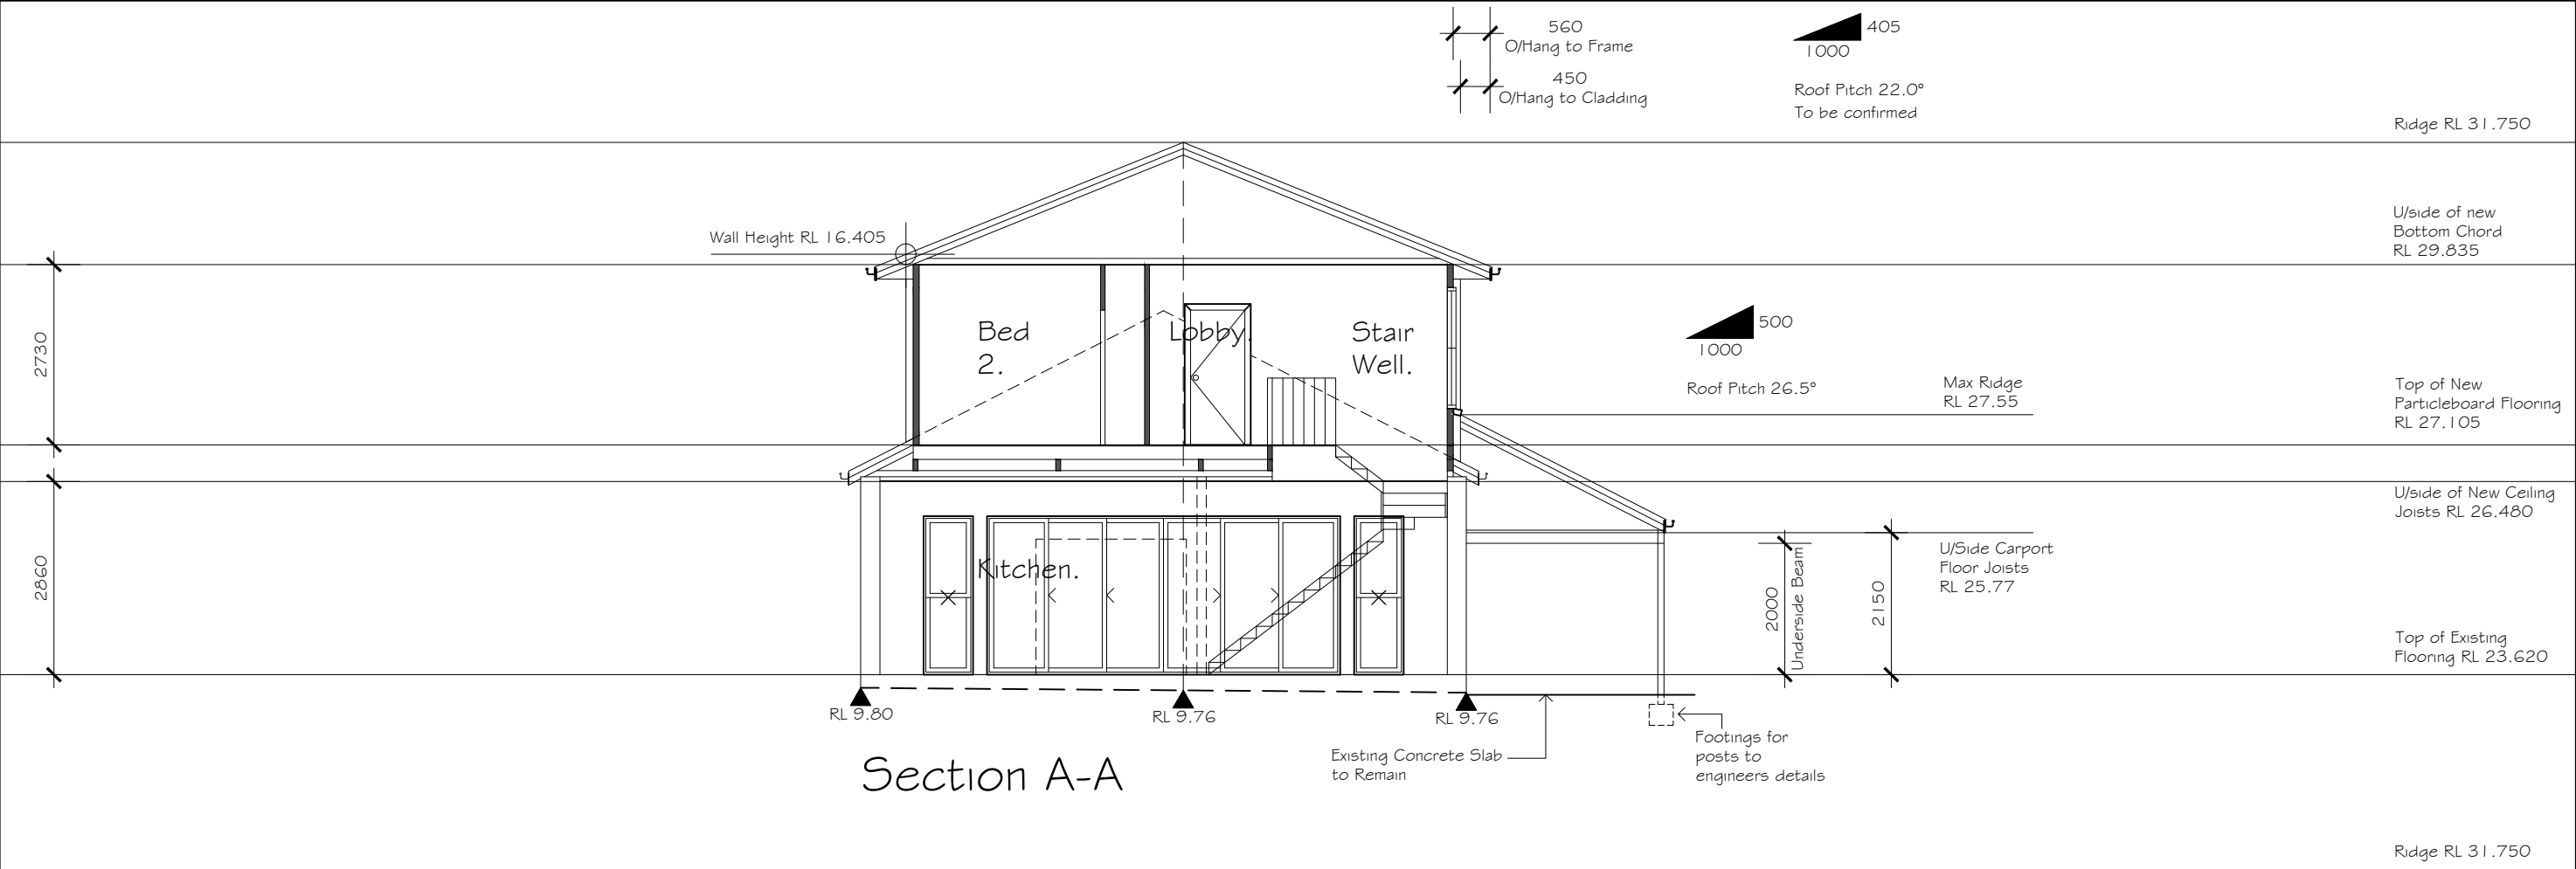 560
O/Hang to Frame
450
O/Hang to Cladding
405
1000
Roof Pitch 22.0°
To be confirmed
Ridge RL 31.750
Wall Height RL 16.405
U/side of new
Bottom Chord
RL 29.835
2730
Bed
2.
Lobby.
Stair
Well.
500
1000
Roof Pitch 26.5°
Max Ridge
RL 27.55
Top of New
Particleboard Flooring
RL 27.105
U/side of New Ceiling
Joists RL 26.480
2860
Kitchen.
2000
Underside Beam
2150
U/Side Carport
Floor Joists
RL 25.77
Top of Existing
Flooring RL 23.620
RL 9.80
RL 9.76
RL 9.76
Existing Concrete Slab
to Remain
Footings for
posts to
engineers details
Section A-A
Ridge RL 31.750